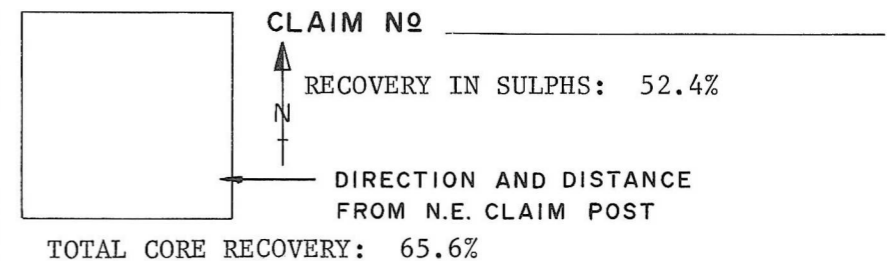 CLAIM Nº
RECOVERY IN SULPHS: 52.4%
N
DIRECTION AND DISTANCE
FROM N.E. CLAIM POST
TOTAL CORE RECOVERY: 65.6%